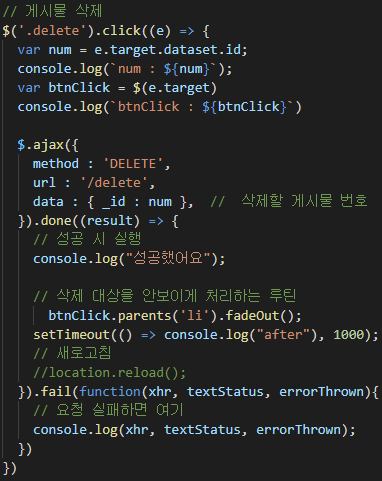 // 게시물 삭제
$('.delete').click((e) => {
  var num = e.target.dataset.id;
  console.log(`num : ${num}`);
  var btnClick = $(e.target)
  console.log(`btnClick : ${btnClick}`)

  $.ajax({
    method : 'DELETE',
    url : '/delete',
    data : { _id : num },  //  삭제할 게시물 번호
  }).done((result) => {
    // 성공 시 실행
    console.log("성공했어요");

    // 삭제 대상을 안보이게 처리하는 루틴
      btnClick.parents('li').fadeOut();
    setTimeout(() => console.log("after"), 1000);
    // 새로고침
    //location.reload();
  }).fail(function(xhr, textStatus, errorThrown){
    // 요청 실패하면 여기
    console.log(xhr, textStatus, errorThrown);
  })
})